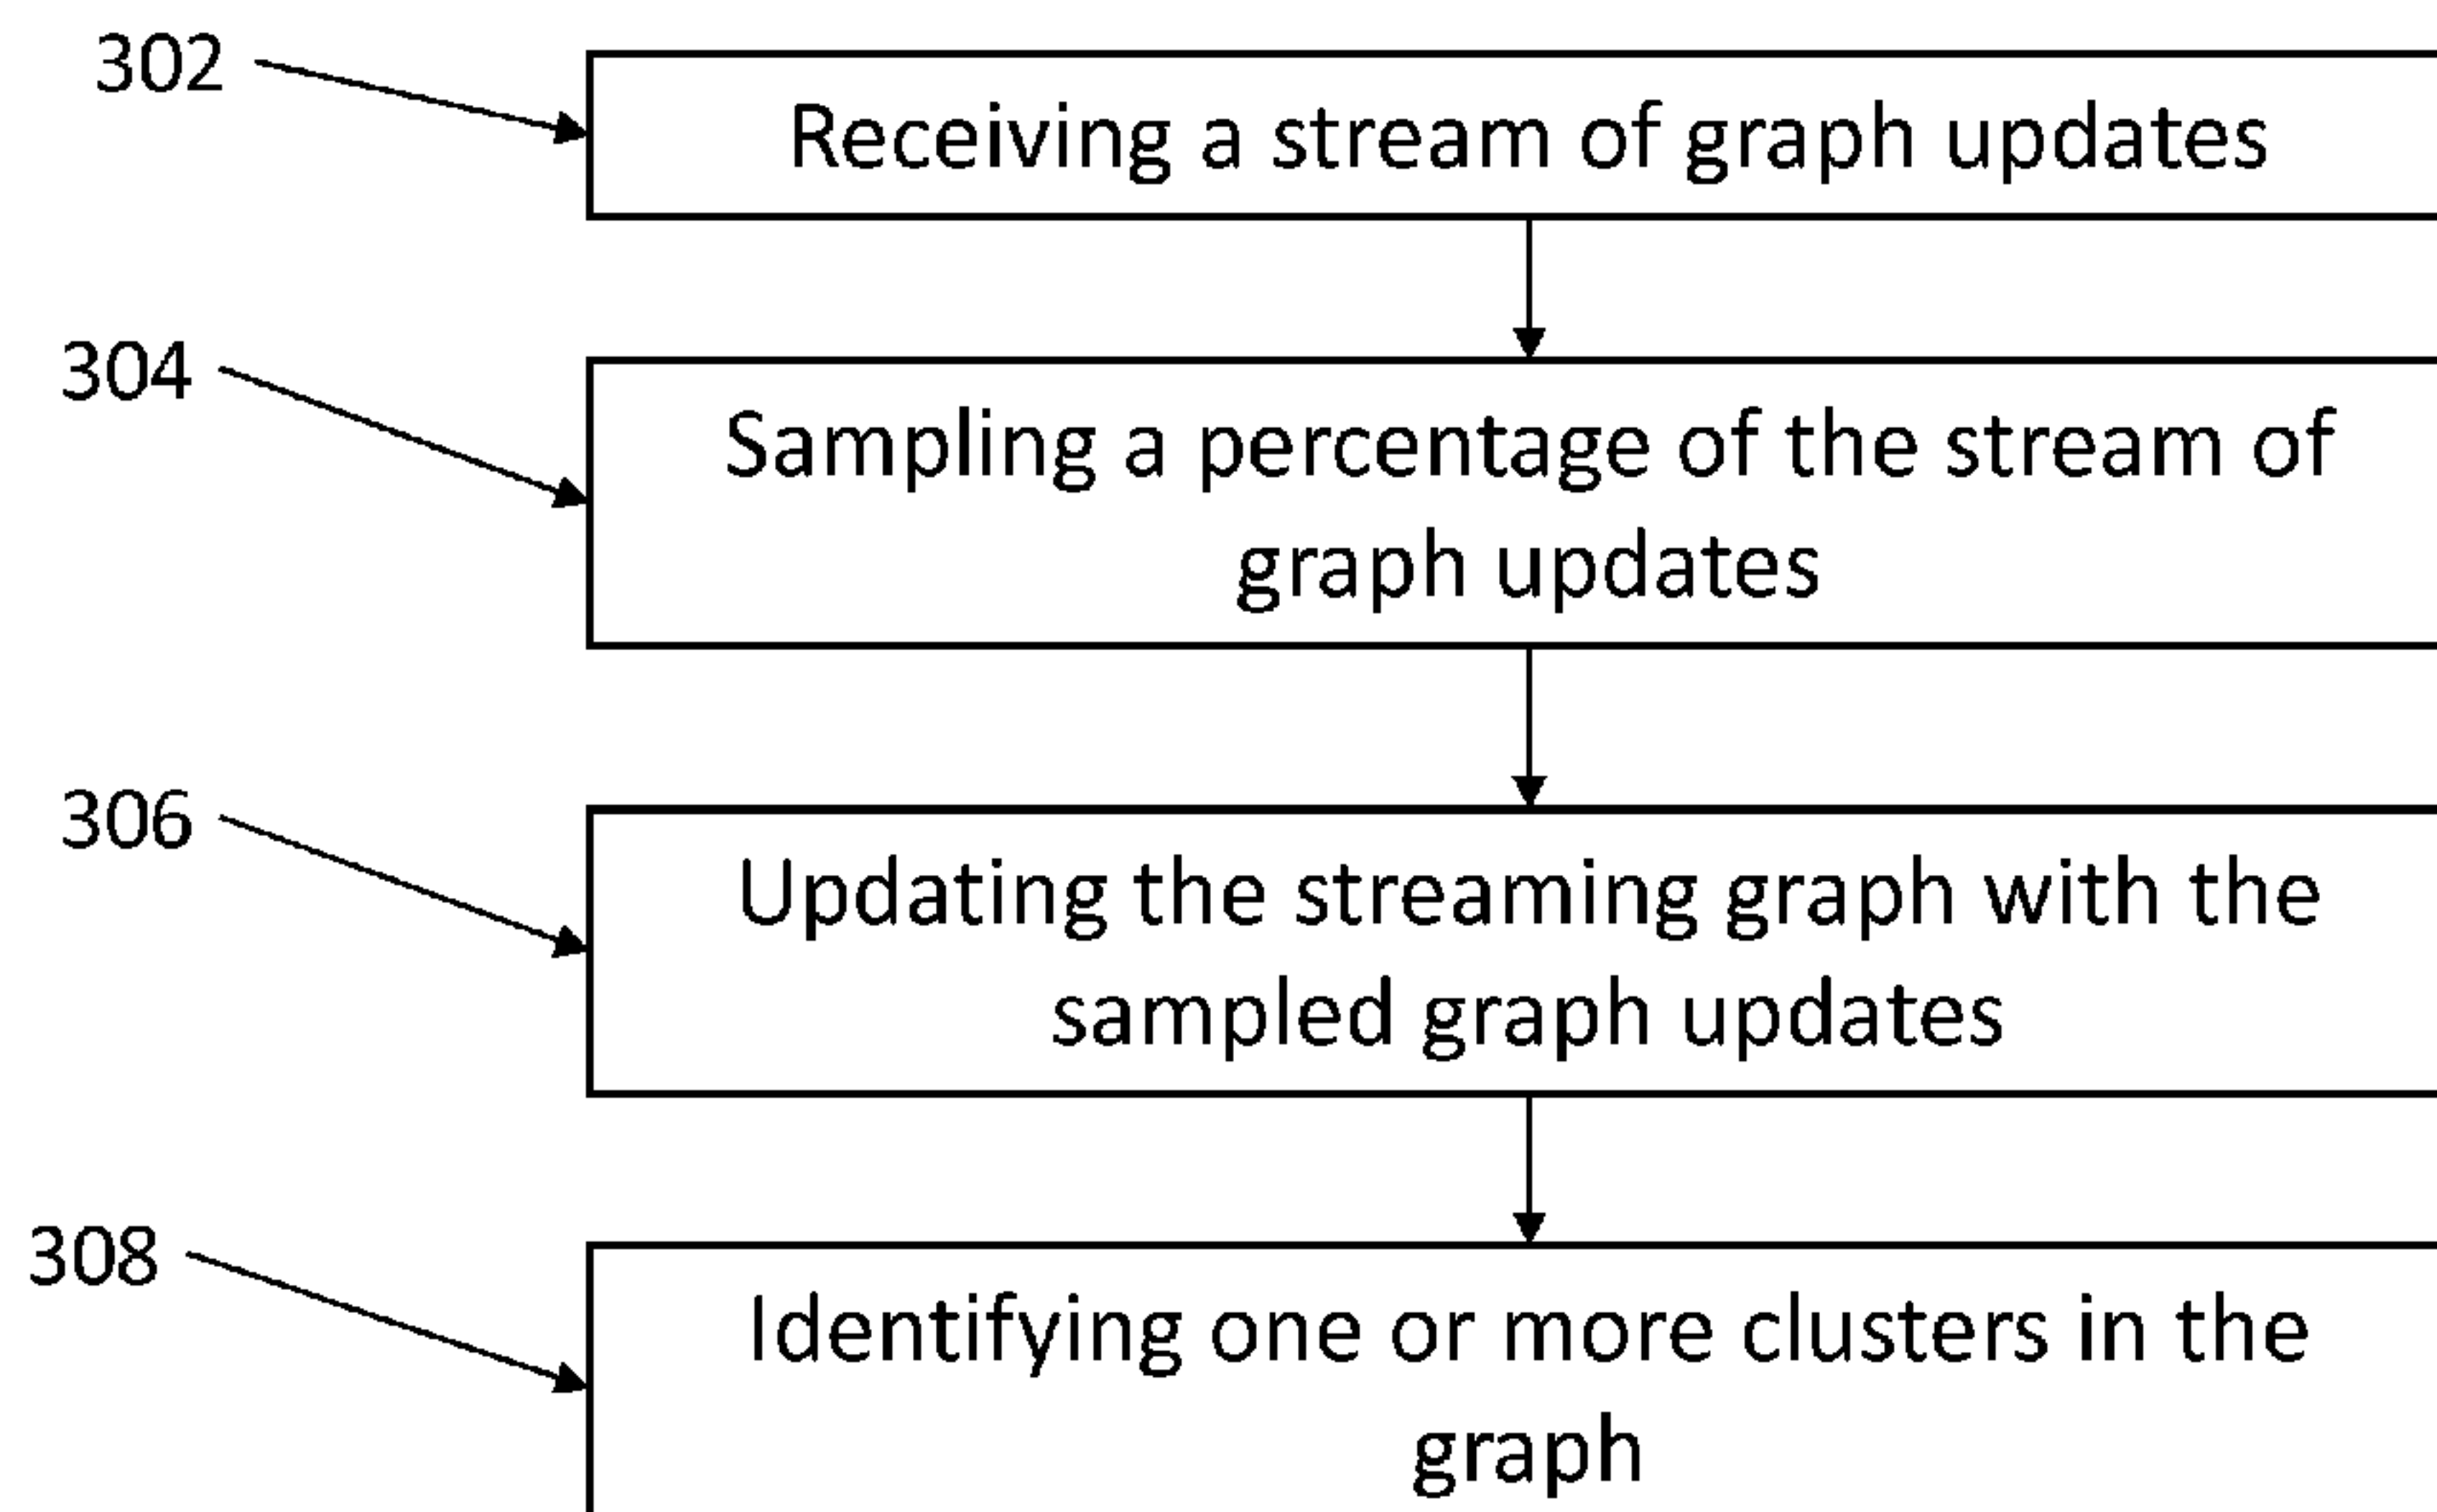 302
Receiving a stream of graph updates
304
Sampling a percentage of the stream of
graph updates
306
Updating the streaming graph with the
sampled graph updates
308
Identifying one or more clusters in the
graph